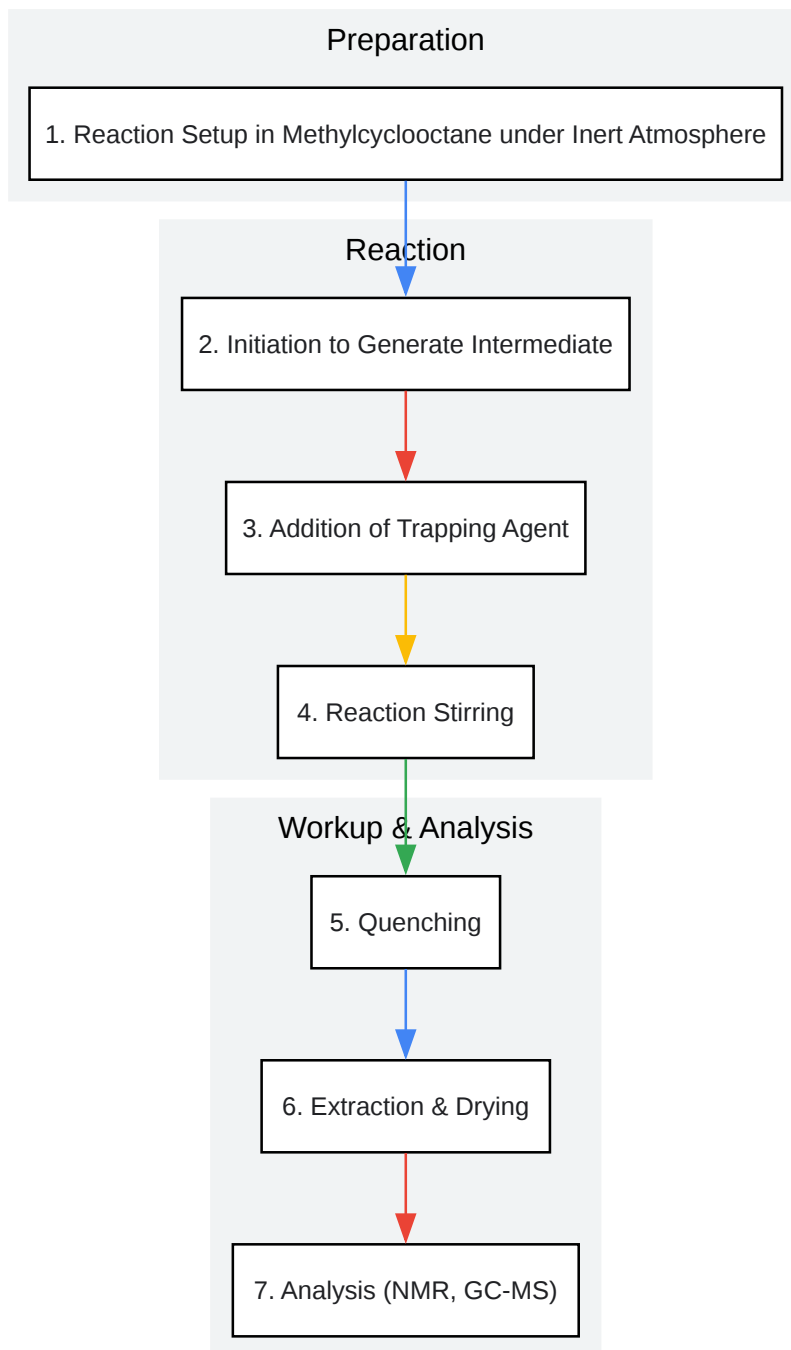 Preparation
1. Reaction Setup in Methylcyclooctane under Inert Atmosphere
Reaction
2. Initiation to Generate Intermediate
3. Addition of Trapping Agent
4. Reaction Stirring
Workup & Analysis
5. Quenching
6. Extraction & Drying
7. Analysis (NMR, GC-MS)